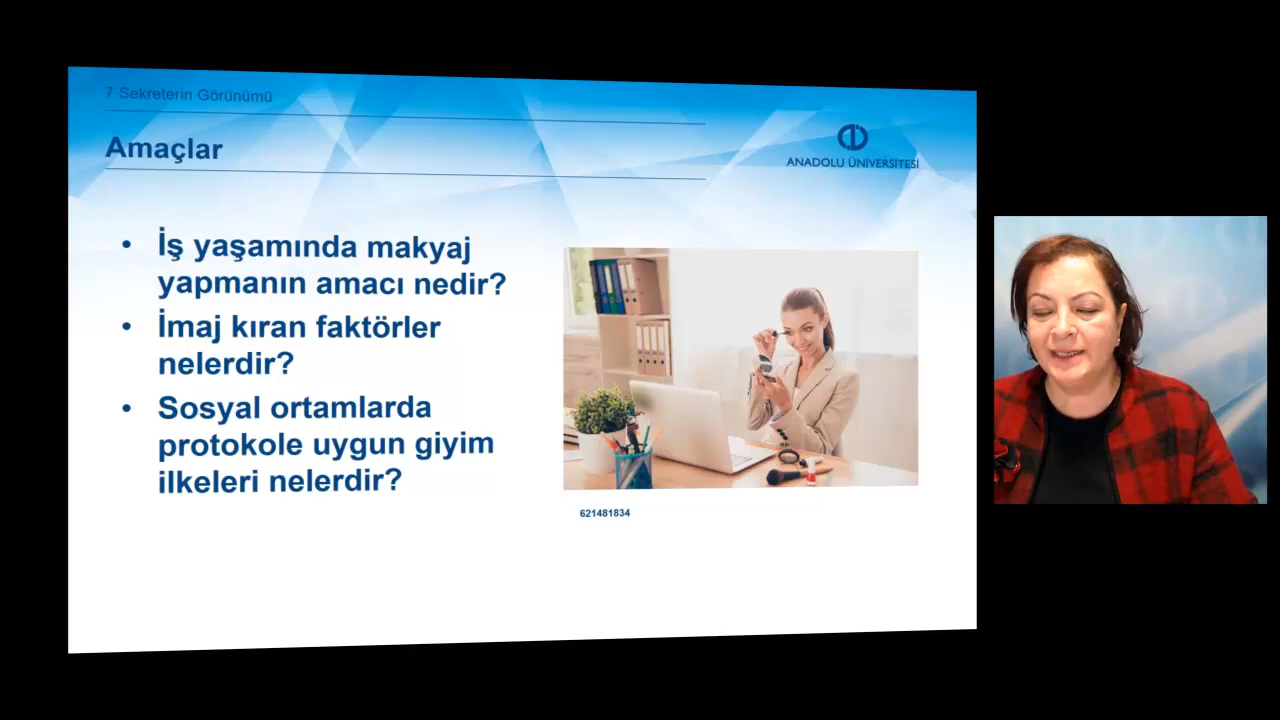 7 Sekreterin Görünümü
Amaçlar
ANADOLU ÜNİVERSİTESİ
• İş yaşamında makyaj
yapmanın amacı nedir?
• İmaj kıran faktörler
nelerdir?
• Sosyal ortamlarda
protokole uygun giyim
ilkeleri nelerdir?
621481834